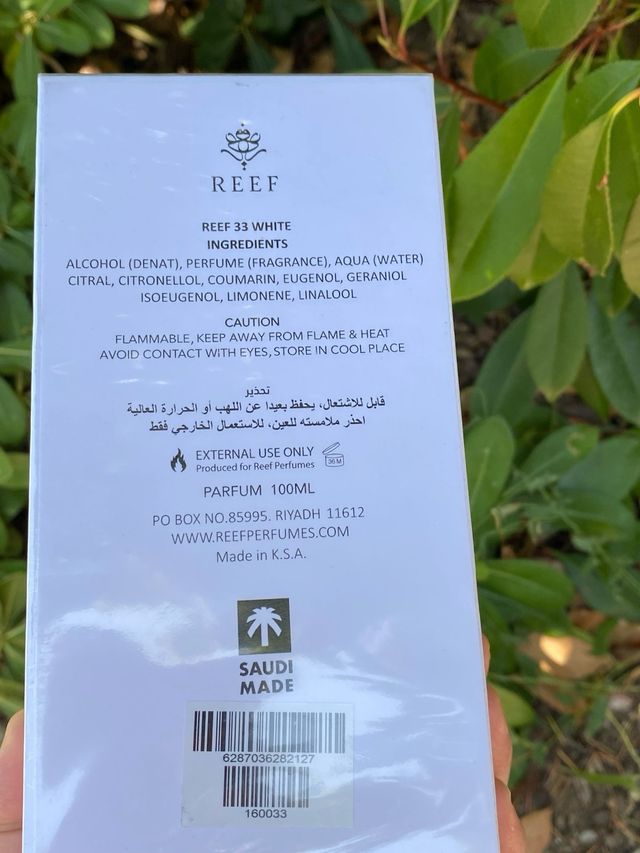 REEF
REEF 33 WHITE
INGREDIENTS
ALCOHOL (DENAT), PERFUME (FRAGRANCE), AQUA (WATER)
CITRAL, CITRONELLOL, COUMARIN, EUGENOL, GERANIOL
ISOEUGENOL, LIMONENE, LINALOOL
CAUTION
FLAMMABLE, KEEP AWAY FROM FLAME & HEAT
AVOID CONTACT WITH EYES, STORE IN COOL PLACE
تحذير
قابل للاشتعال، يحفظ بعيدا عن اللهب أو الحرارة العالية
احذر ملامسته للعين، للاستعمال الخارجي فقط
EXTERNAL USE ONLY
Produced for Reef Perfumes
36 M
PARFUM 100ML
PO BOX NO.85995. RIYADH 11612
WWW.REEFPERFUMES.COM
Made in K.S.A.
SAUDI
MADE
6287036282127
160033